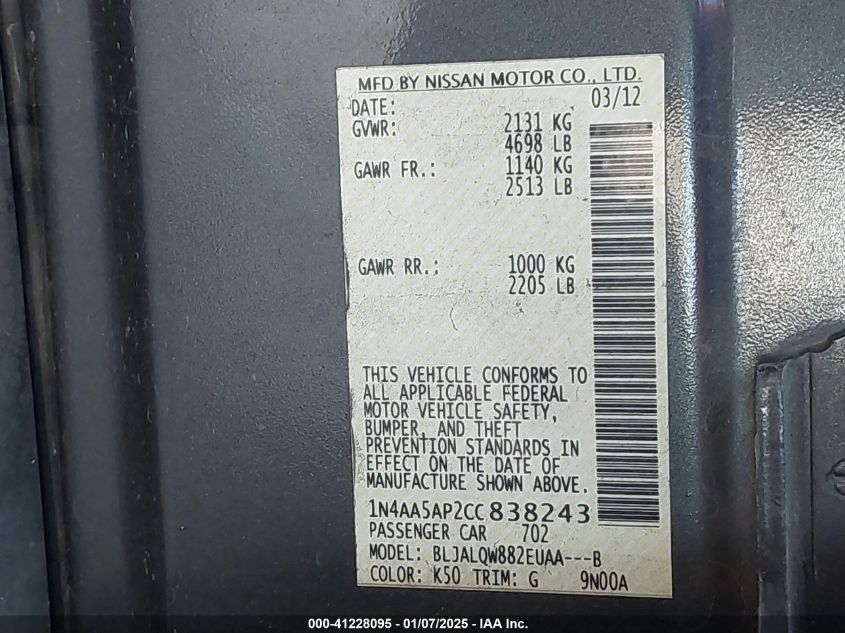 MFD BY NISSAN MOTOR CO., LTD.
DATE: 03/12
GVWR: 2131 KG
4698 LB
GAWR FR.: 1140 KG
2513 LB
GAWR RR.: 1000 KG
2205 LB
THIS VEHICLE CONFORMS TO
ALL APPLICABLE FEDERAL
MOTOR VEHICLE SAFETY,
BUMPER, AND THEFT
PREVENTION STANDARDS IN
EFFECT ON THE DATE OF
MANUFACTURE SHOWN ABOVE.
1N4AA5AP2CC838243
PASSENGER CAR 702
MODEL: BLJALQW882EUAA---B
COLOR: K50 TRIM: G 9N00A
000-41228095 - 01/07/2025 - IAA Inc.